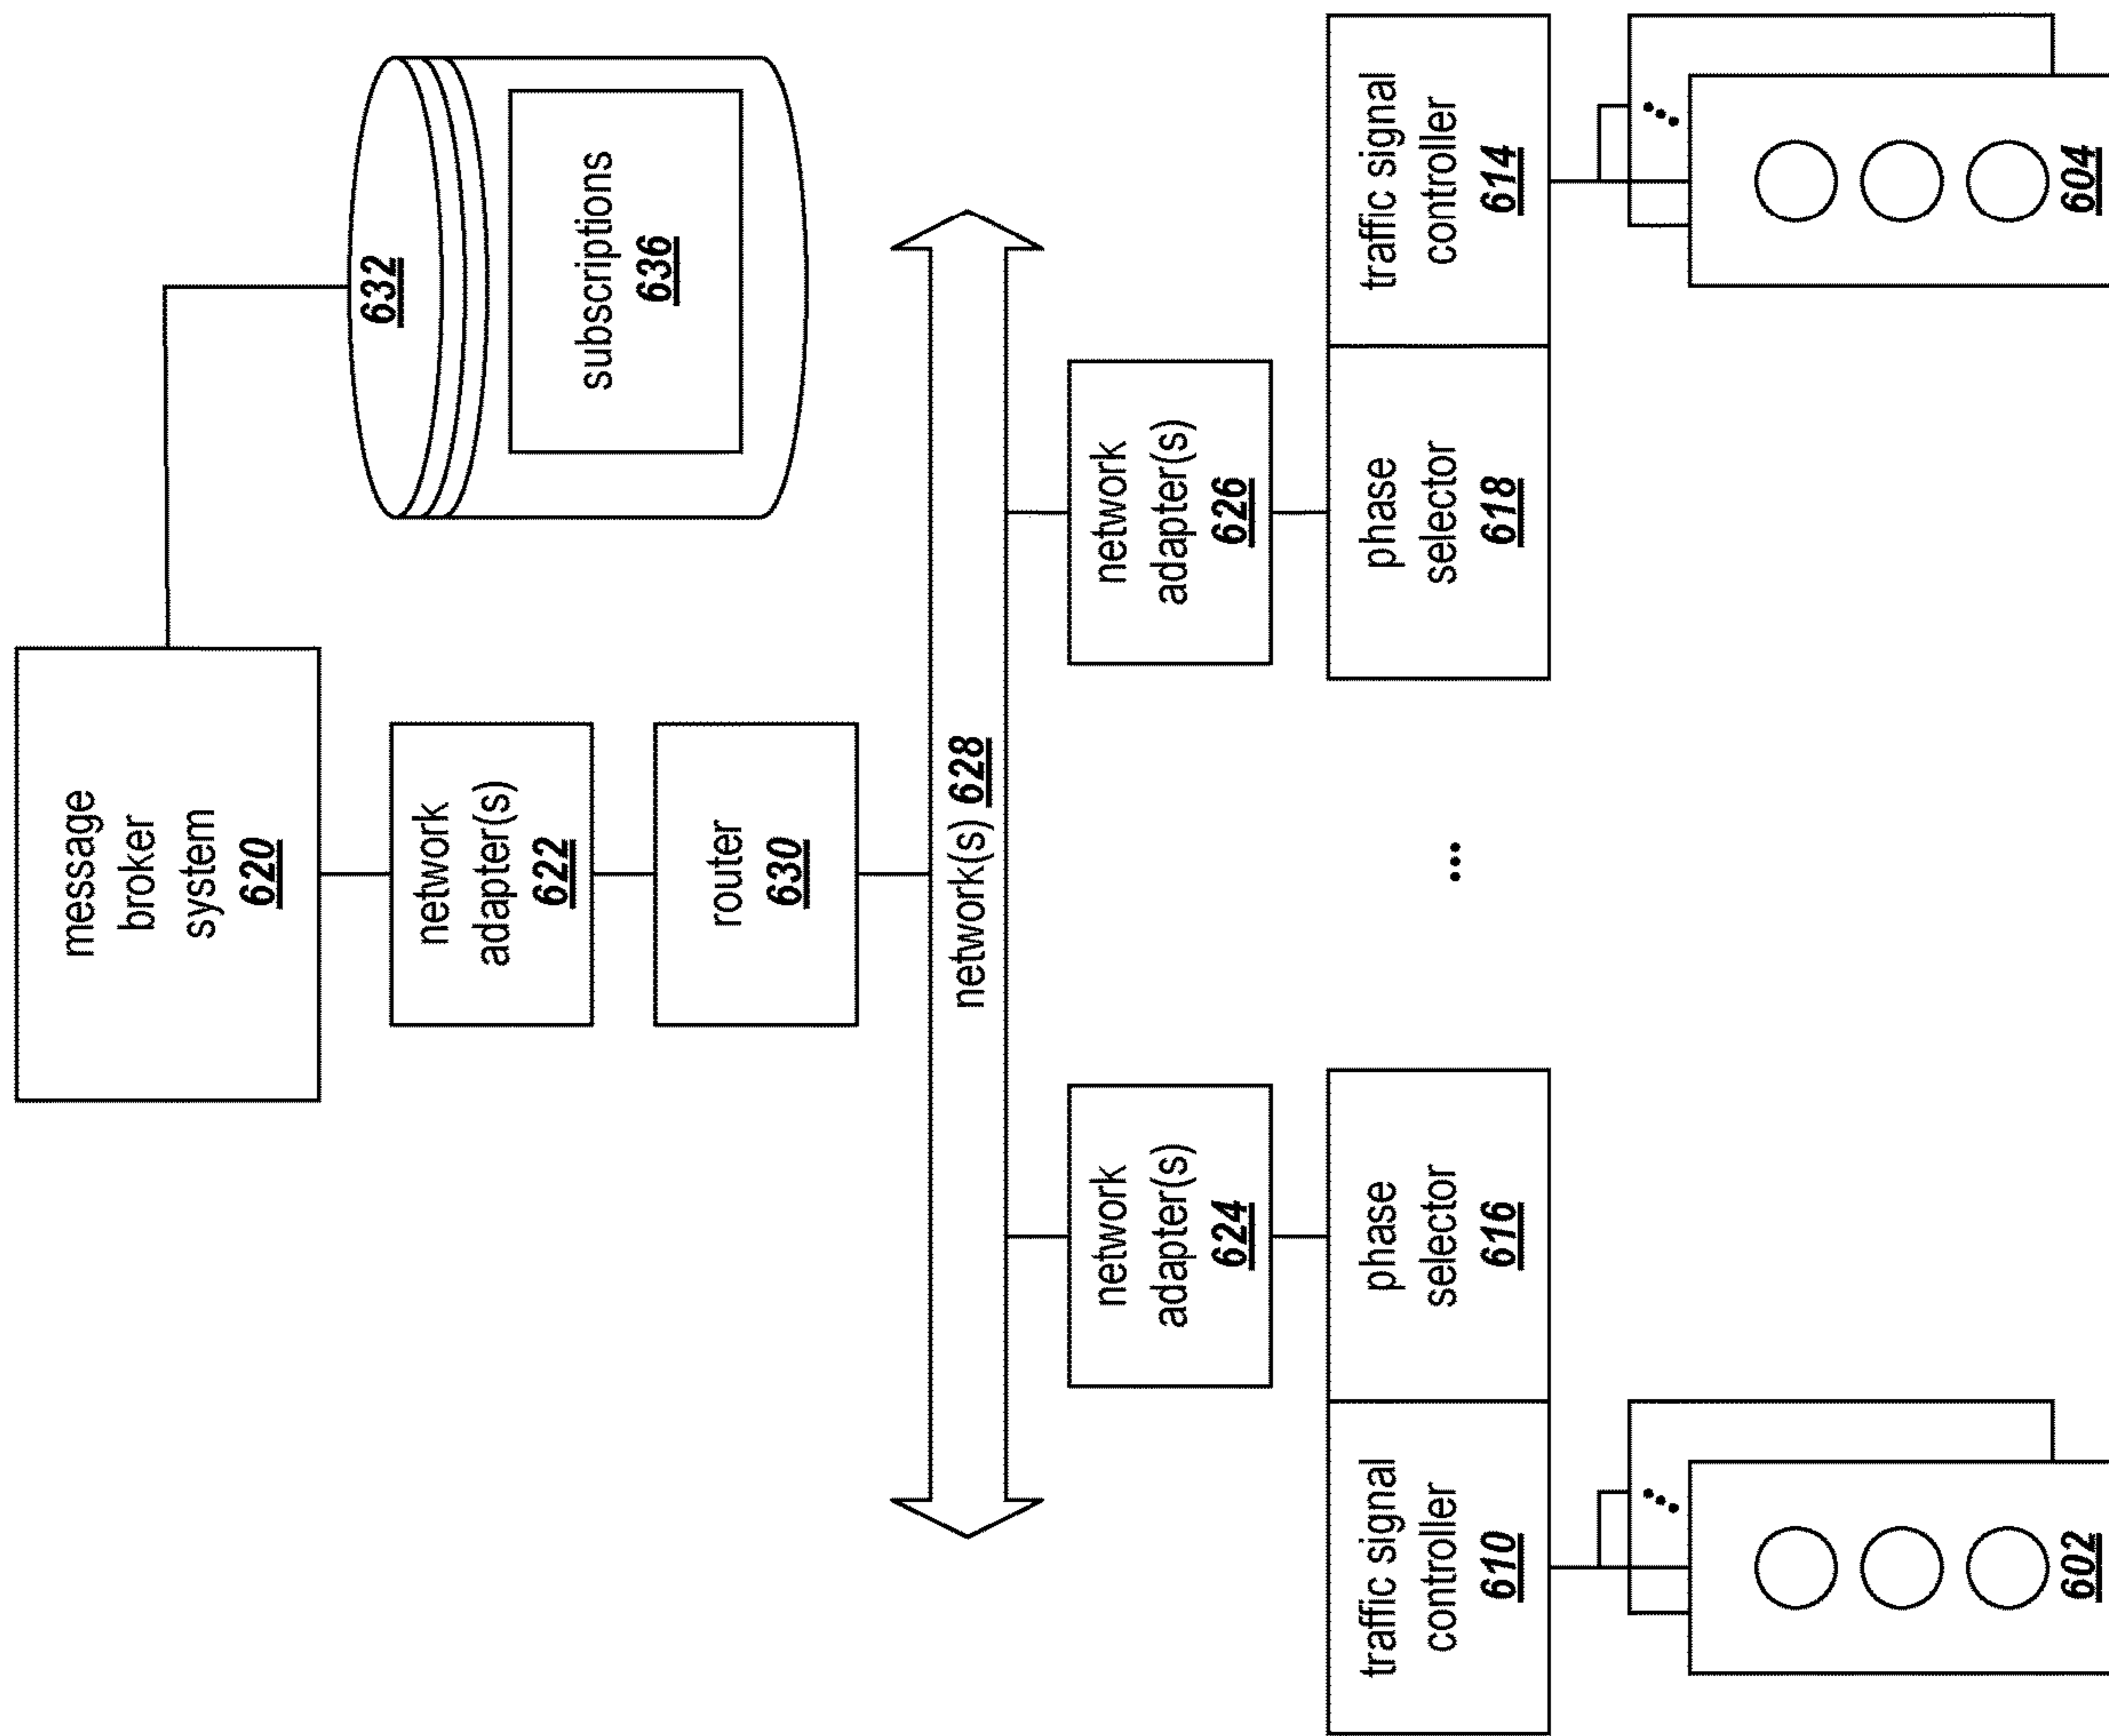 message
broker
system
620
632
subscriptions
636
network
adapter(s)
622
router
630
network(s) 628
network
adapter(s)
624
network
adapter(s)
626
traffic signal
controller
610
phase
selector
616
...
phase
selector
618
traffic signal
controller
614
602
604